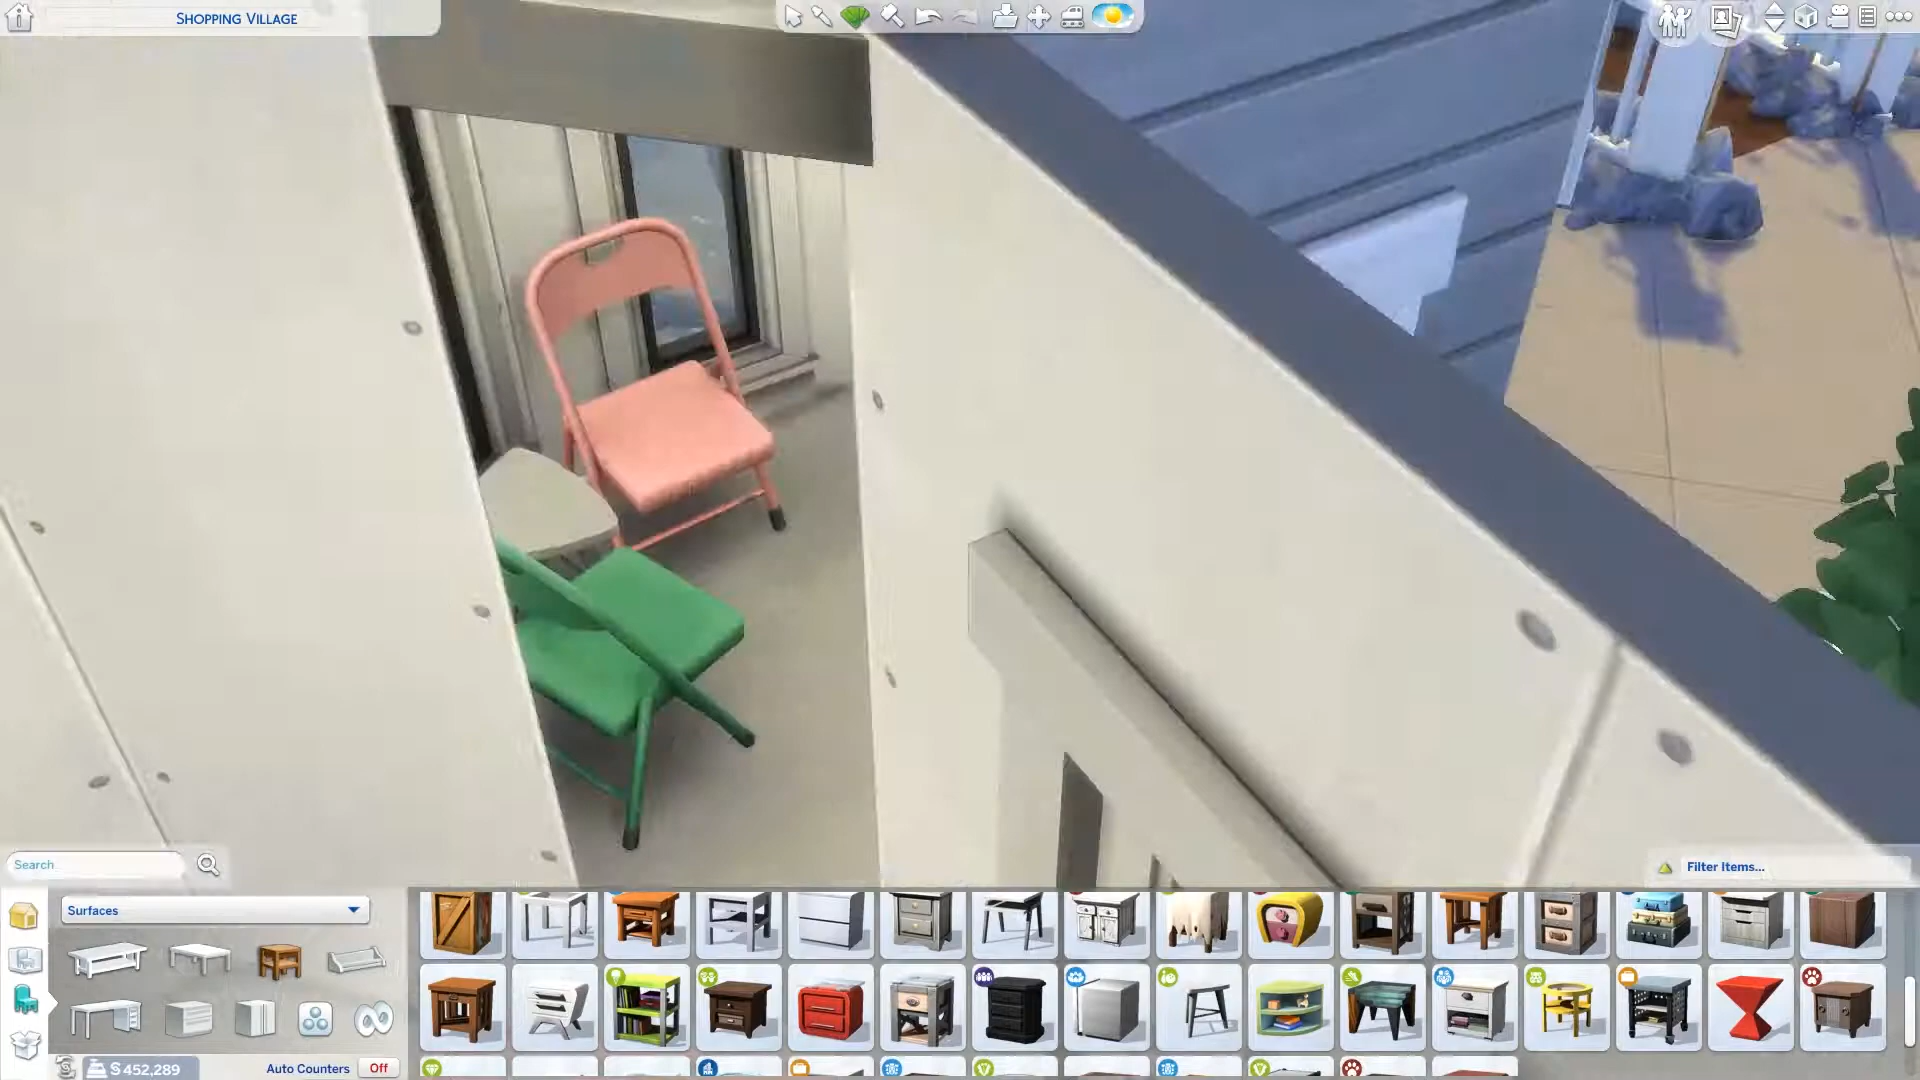 Shopping Village
Search
Filter Items...
Surfaces
§452,289
Auto Counters
Off